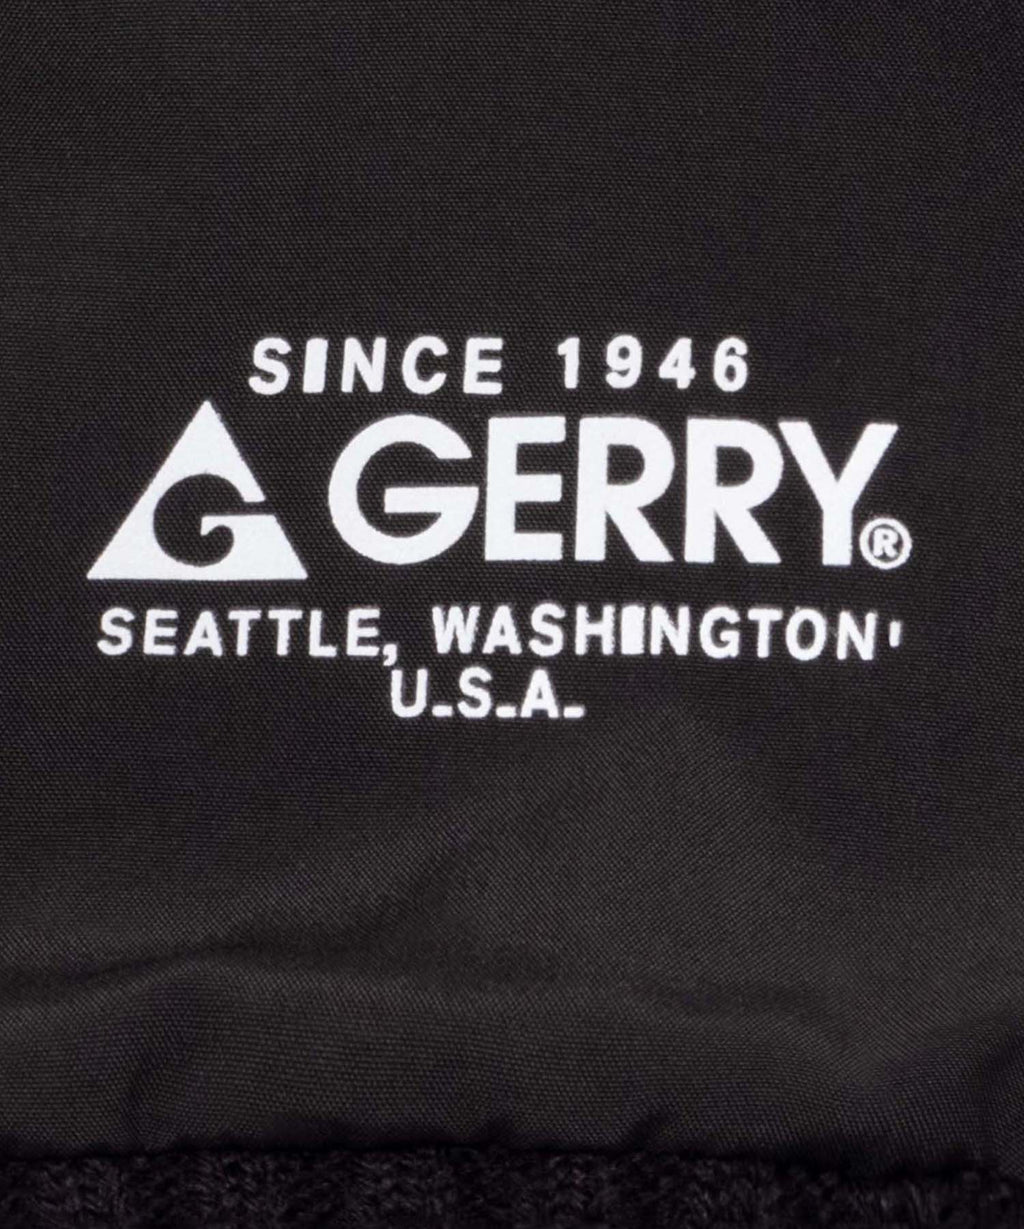 SINCE 1946
GERRY®
SEATTLE, WASHINGTON'
U.S.A.